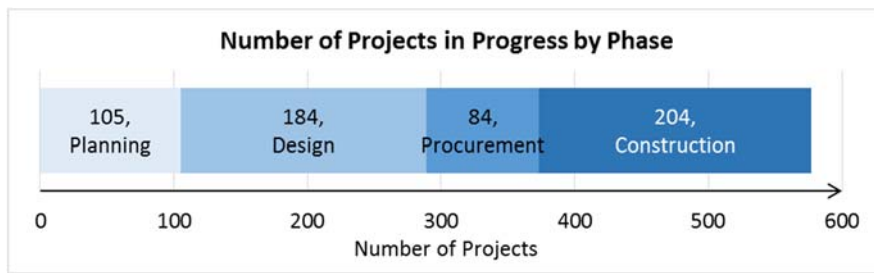 Number of Projects in Progress by Phase
105,
Planning
184,
Design
84,
Procurement
204,
Construction
0 100 200 300 400 500 600
Number of Projects